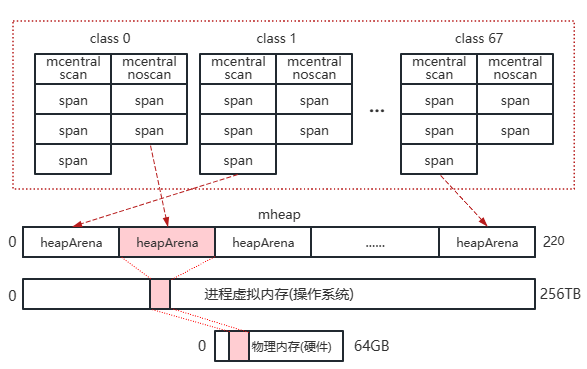 class 0
class 1
class 67
mcentral scan
mcentral noscan
mcentral scan
mcentral noscan
mcentral scan
mcentral noscan
span
span
span
span
span
span
span
span
...
span
span
span
span
span
span
span
mheap
0
heapArena
heapArena
heapArena
......
heapArena
2^20
0
进程虚拟内存(操作系统)
256TB
0
物理内存(硬件)
64GB